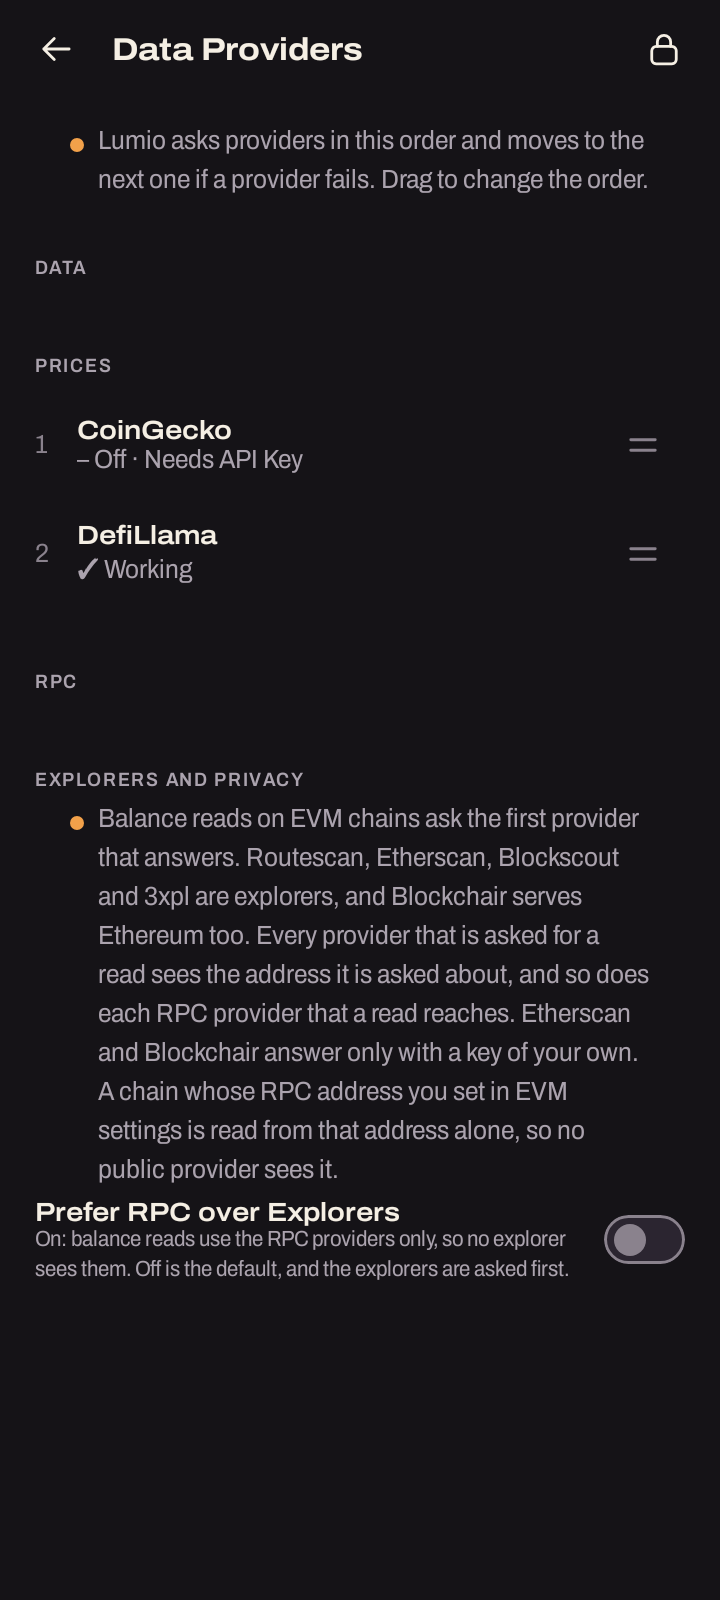 Data Providers
Lumio asks providers in this order and moves to the
next one if a provider fails. Drag to change the order.
DATA
PRICES
1
CoinGecko
– Off · Needs API Key
2
DefiLlama
✓ Working
RPC
EXPLORERS AND PRIVACY
Balance reads on EVM chains ask the first provider
that answers. Routescan, Etherscan, Blockscout
and 3xpl are explorers, and Blockchair serves
Ethereum too. Every provider that is asked for a
read sees the address it is asked about, and so does
each RPC provider that a read reaches. Etherscan
and Blockchair answer only with a key of your own.
A chain whose RPC address you set in EVM
settings is read from that address alone, so no
public provider sees it.
Prefer RPC over Explorers
On: balance reads use the RPC providers only, so no explorer
sees them. Off is the default, and the explorers are asked first.